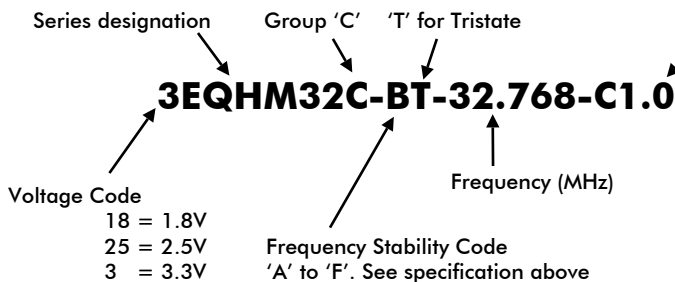 Series designation Group ‘C’ ‘T’ for Tristate
3EQHM32C-BT-32.768-C1.0
Frequency (MHz)
Voltage Code
18 = 1.8V
25 = 2.5V
3 = 3.3V
Frequency Stability Code
‘A’ to ‘F’. See specification above